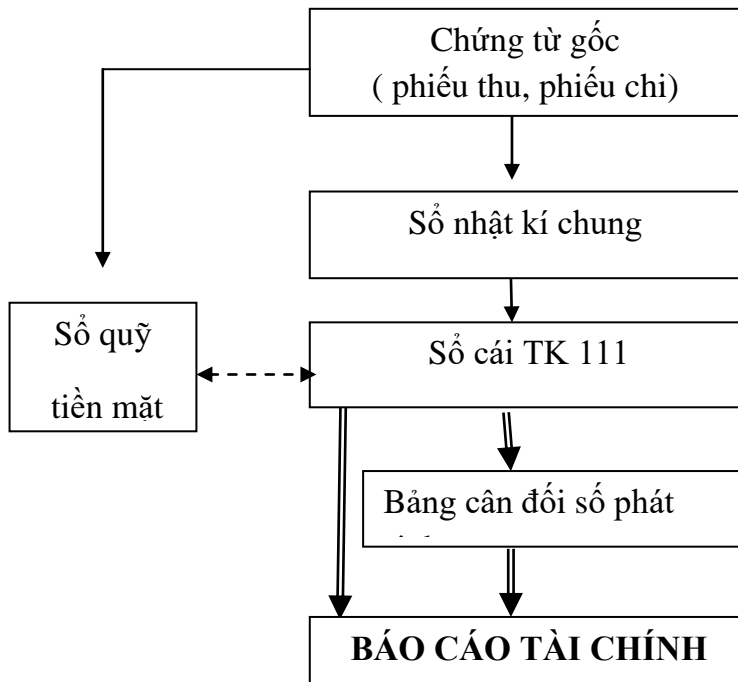 Chứng từ gốc
( phiếu thu, phiếu chi)
Sổ nhật kí chung
Sổ quỹ
tiền mặt
Sổ cái TK 111
Bảng cân đối số phát
BÁO CÁO TÀI CHÍNH